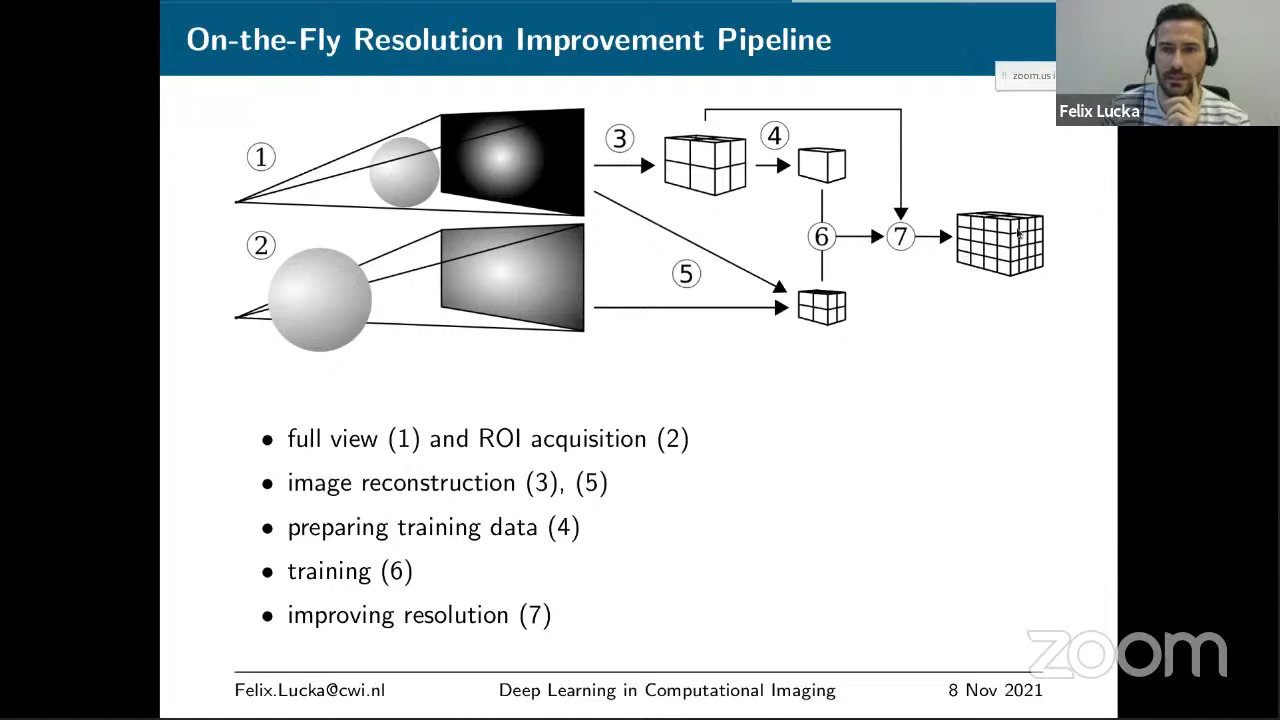 On-the-Fly Resolution Improvement Pipeline
zoom.us i
Felix Lucka
1
2
3
4
5
6
7
• full view (1) and ROI acquisition (2)
• image reconstruction (3), (5)
• preparing training data (4)
• training (6)
• improving resolution (7)
Felix.Lucka@cwi.nl Deep Learning in Computational Imaging 8 Nov 2021
zoom